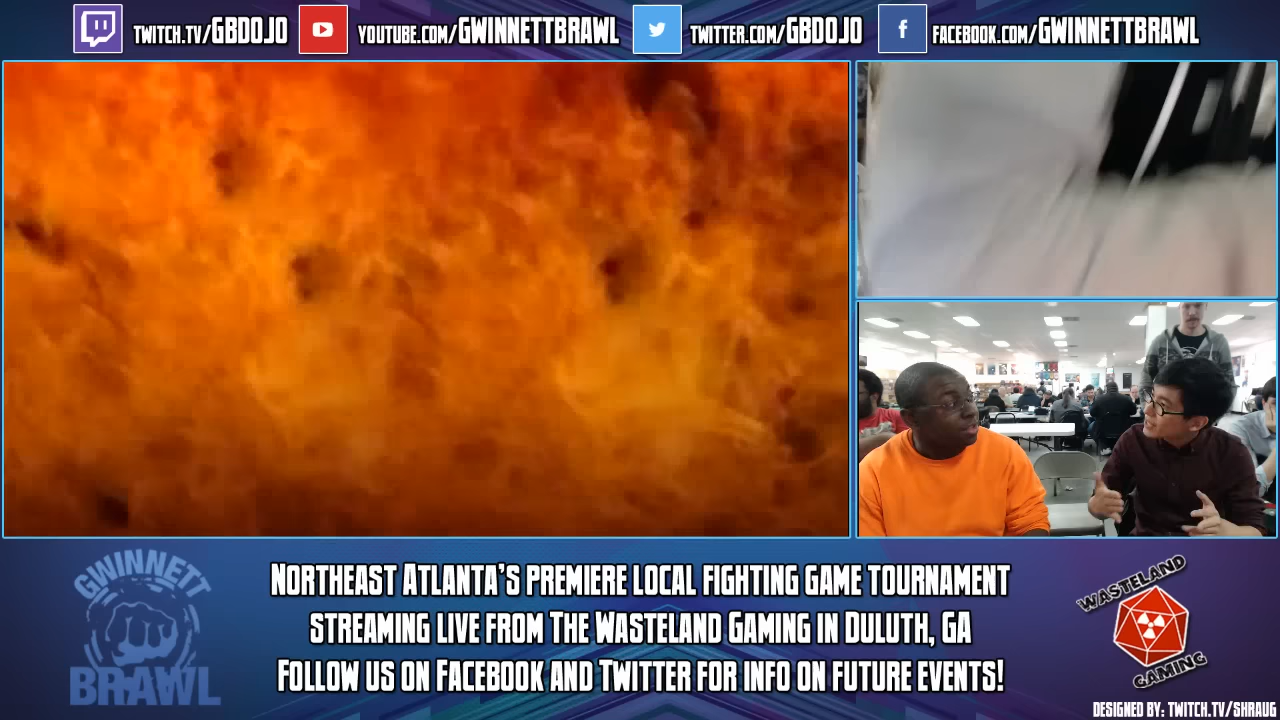 TWITCH.TV/GBDOJO
YOUTUBE.COM/GWINNETTBRAWL
TWITTER.COM/GBDOJO
FACEBOOK.COM/GWINNETTBRAWL
GWINNETT
BRAWL
NORTHEAST ATLANTA'S PREMIERE LOCAL FIGHTING GAME TOURNAMENT
STREAMING LIVE FROM THE WASTELAND GAMING IN DULUTH, GA
FOLLOW US ON FACEBOOK AND TWITTER FOR INFO ON FUTURE EVENTS!
WASTELAND
GAMING
DESIGNED BY: TWITCH.TV/SHRAUG